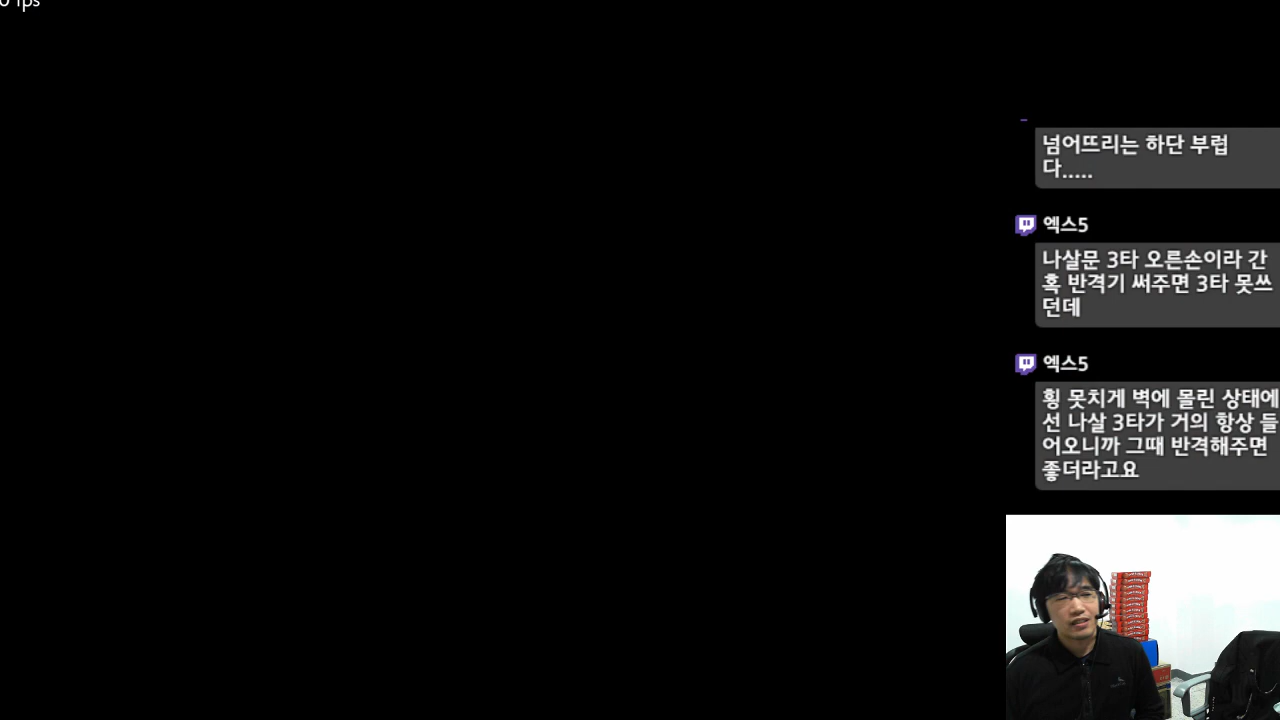 fps
넘어뜨리는 하단 부럽
다.....
엑스5
나살문 3타 오른손이라 간
혹 반격기 써주면 3타 못쓰
던데
엑스5
횡 못치게 벽에 몰린 상태에
선 나살 3타가 거의 항상 들
어오니까 그때 반격해주면
좋더라고요